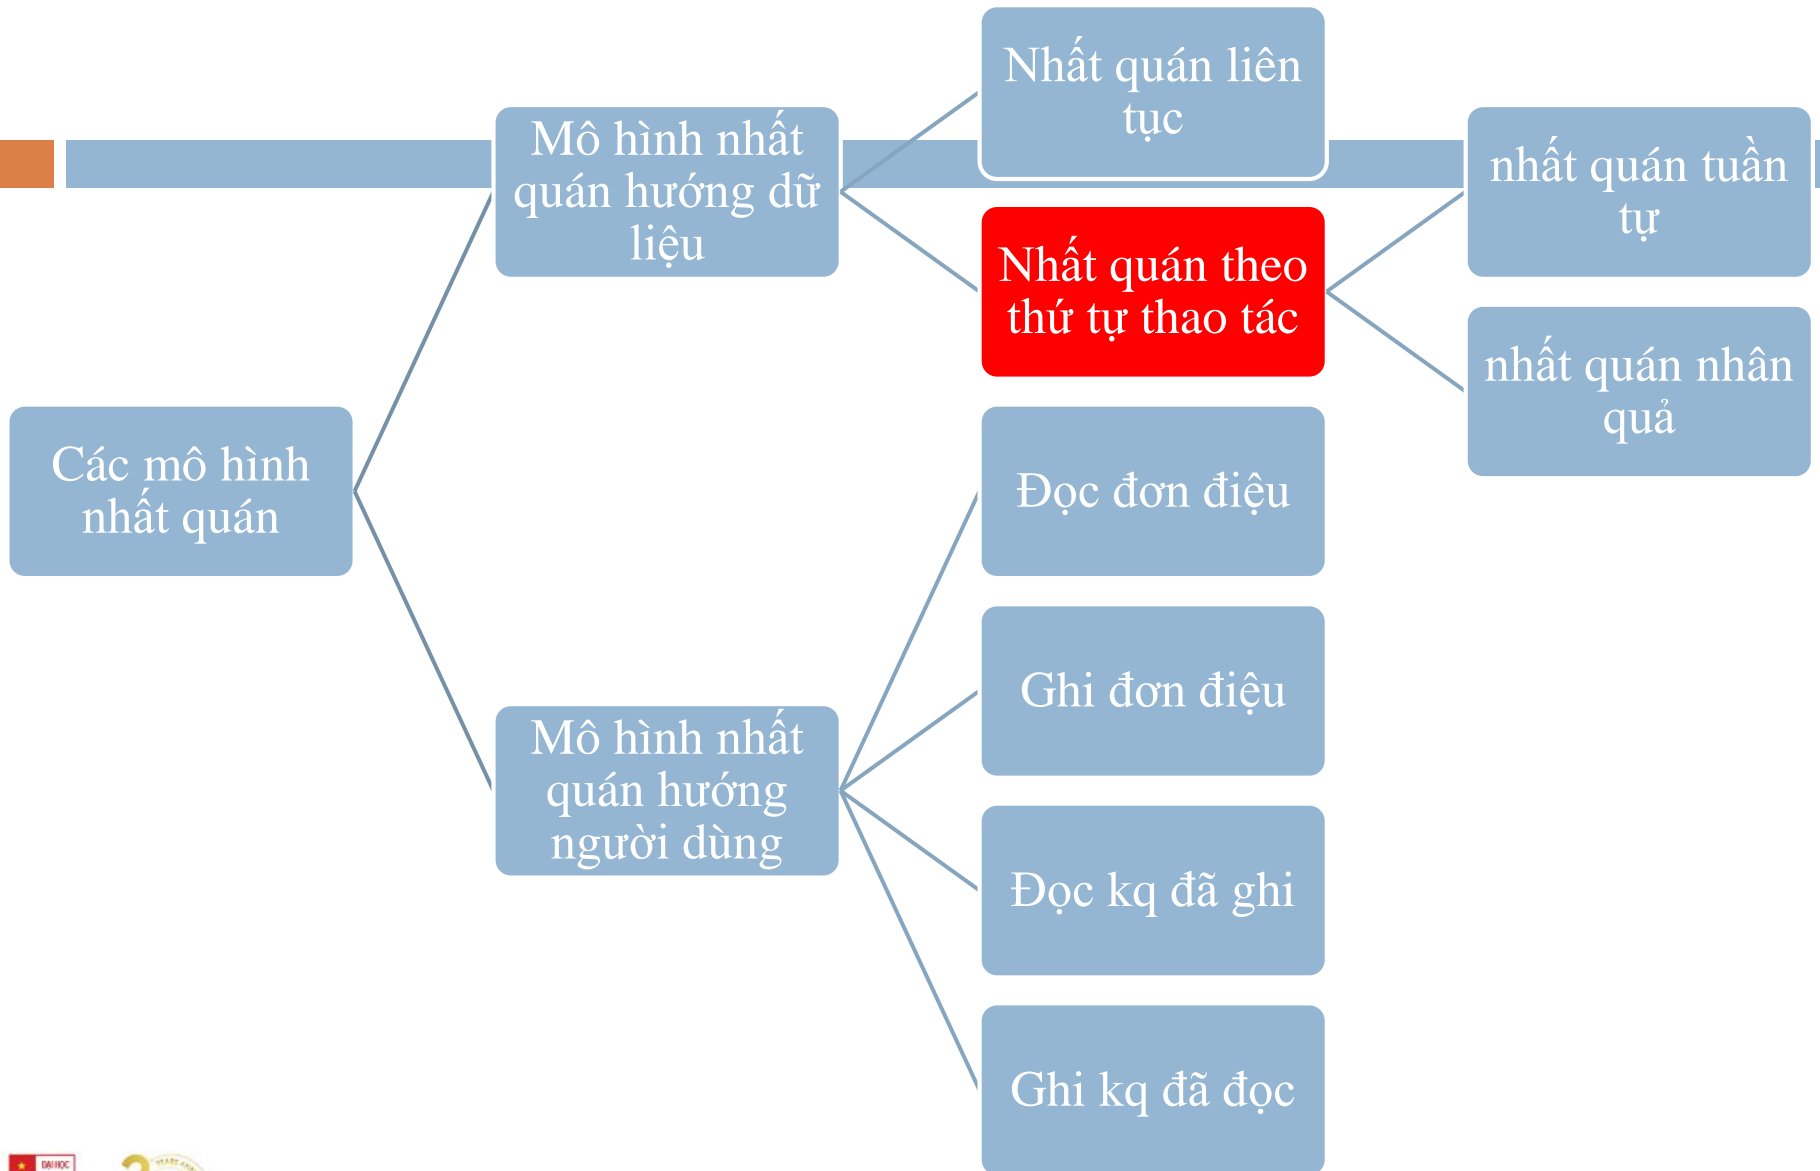 Nhất quán liên
tục
Mô hình nhất
quán hướng dữ
liệu
nhất quán tuần
tự
Nhất quán theo
thứ tự thao tác
nhất quán nhân
quả
Các mô hình
nhất quán
Đọc đơn điệu
Ghi đơn điệu
Mô hình nhất
quán hướng
người dùng
Đọc kq đã ghi
Ghi kq đã đọc
ĐẠI HỌC